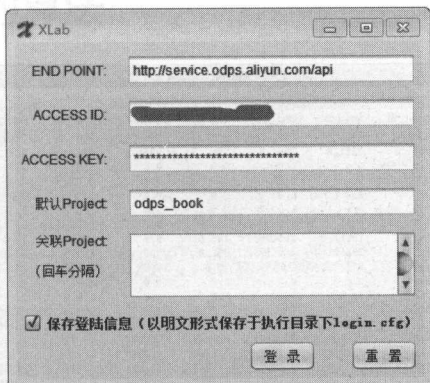 XLab
END POINT: http://service.odps.aliyun.com/api
ACCESS ID:
ACCESS KEY: ******************************
默认Project: odps_book
关联Project:
(回车分隔)
保存登陆信息(以明文形式保存于执行目录下login.cfg)
登录 重置